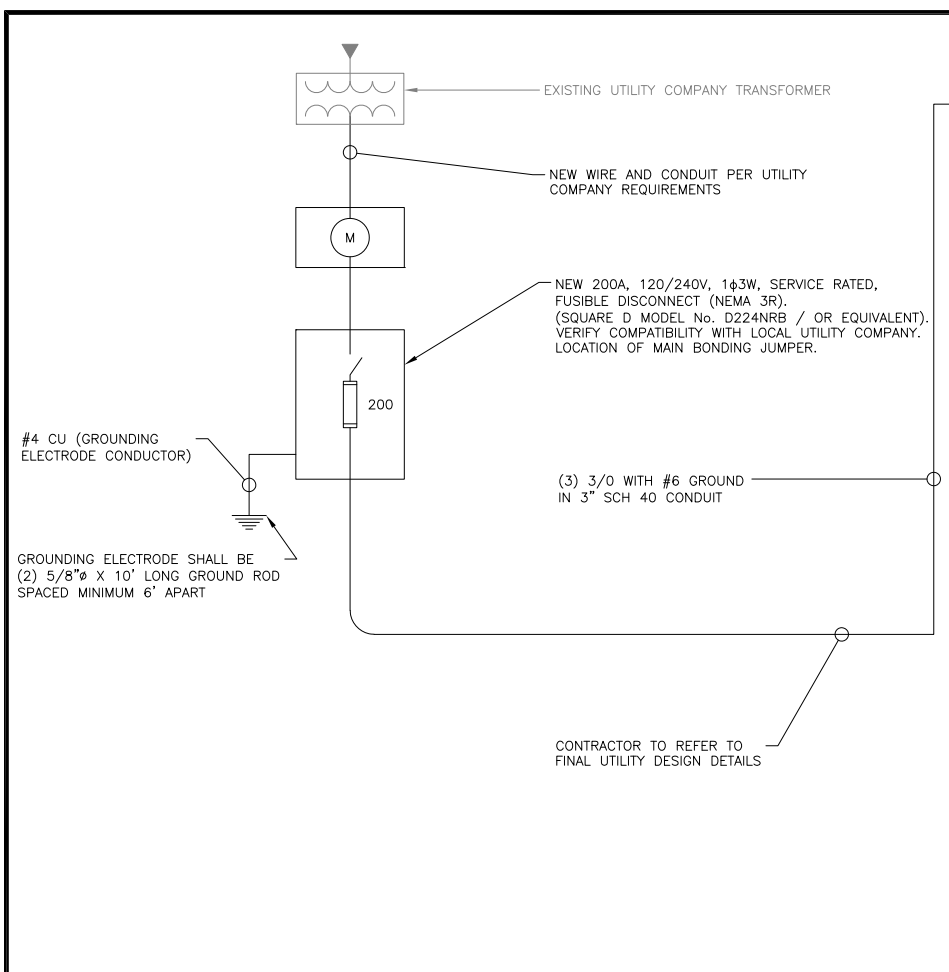 EXISTING UTILITY COMPANY TRANSFORMER
NEW WIRE AND CONDUIT PER UTILITY
COMPANY REQUIREMENTS
M
NEW 200A, 120/240V, 1ϕ3W, SERVICE RATED,
FUSIBLE DISCONNECT (NEMA 3R).
(SQUARE D MODEL No. D224NRB / OR EQUIVALENT).
VERIFY COMPATIBILITY WITH LOCAL UTILITY COMPANY.
LOCATION OF MAIN BONDING JUMPER.
200
#4 CU (GROUNDING
ELECTRODE CONDUCTOR)
(3) 3/0 WITH #6 GROUND
IN 3" SCH 40 CONDUIT
GROUNDING ELECTRODE SHALL BE
(2) 5/8"ø X 10' LONG GROUND ROD
SPACED MINIMUM 6' APART
CONTRACTOR TO REFER TO
FINAL UTILITY DESIGN DETAILS